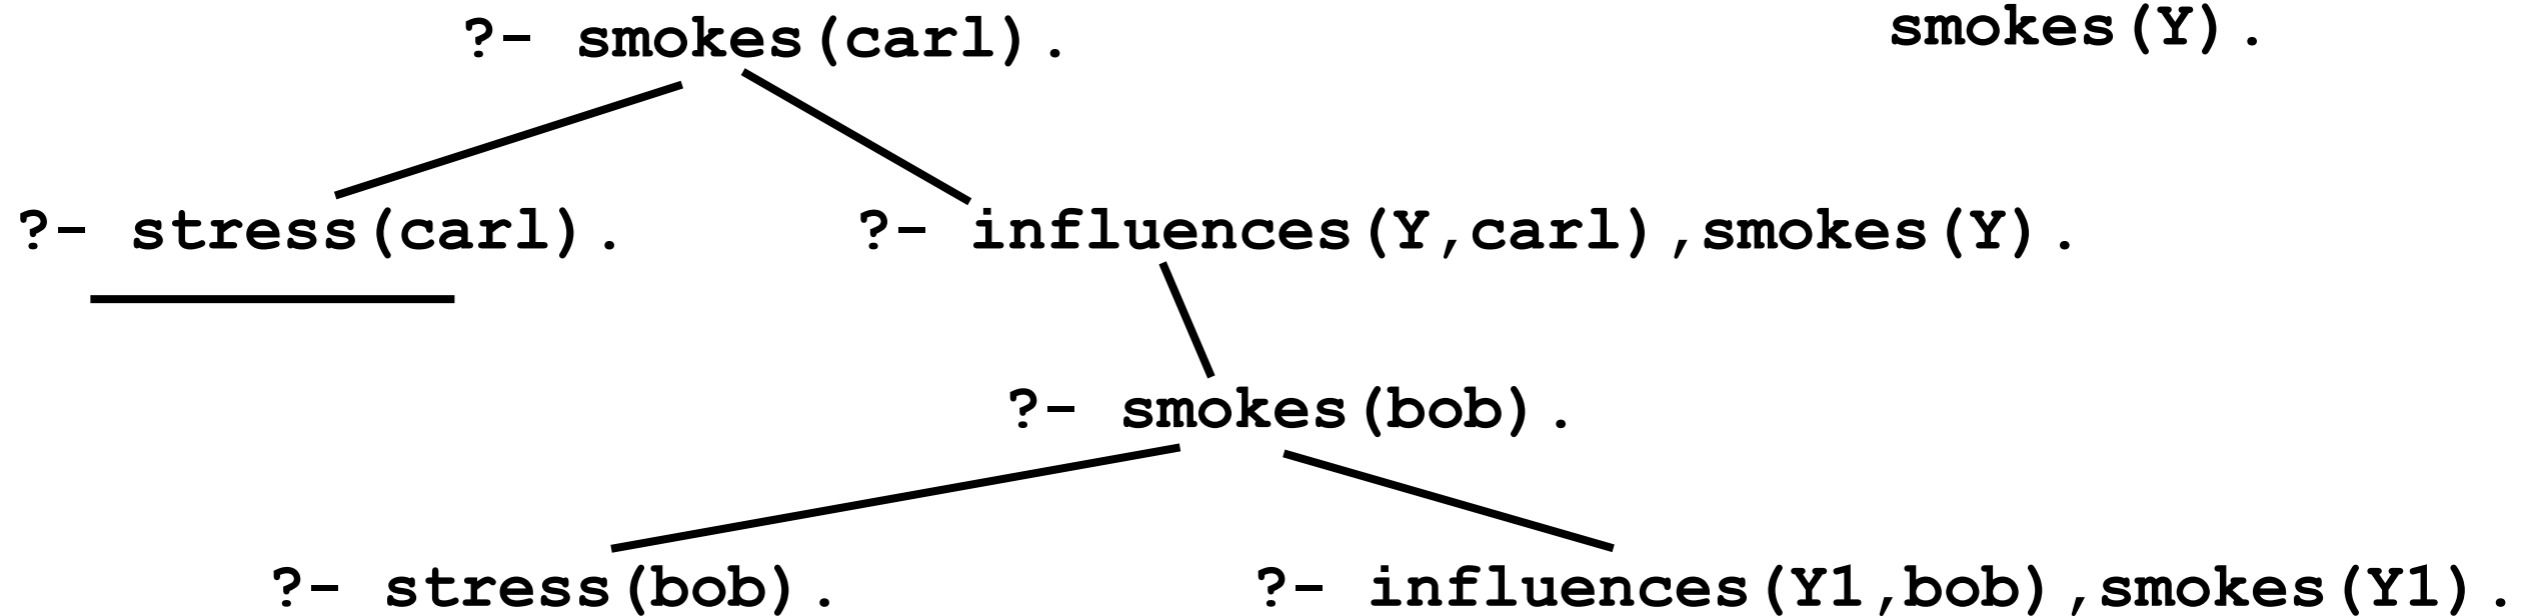 smokes(Y).
?- smokes(carl).
?- stress(carl).
?- influences(Y,carl),smokes(Y).
?- smokes(bob).
?- stress(bob).
?- influences(Y1,bob),smokes(Y1).